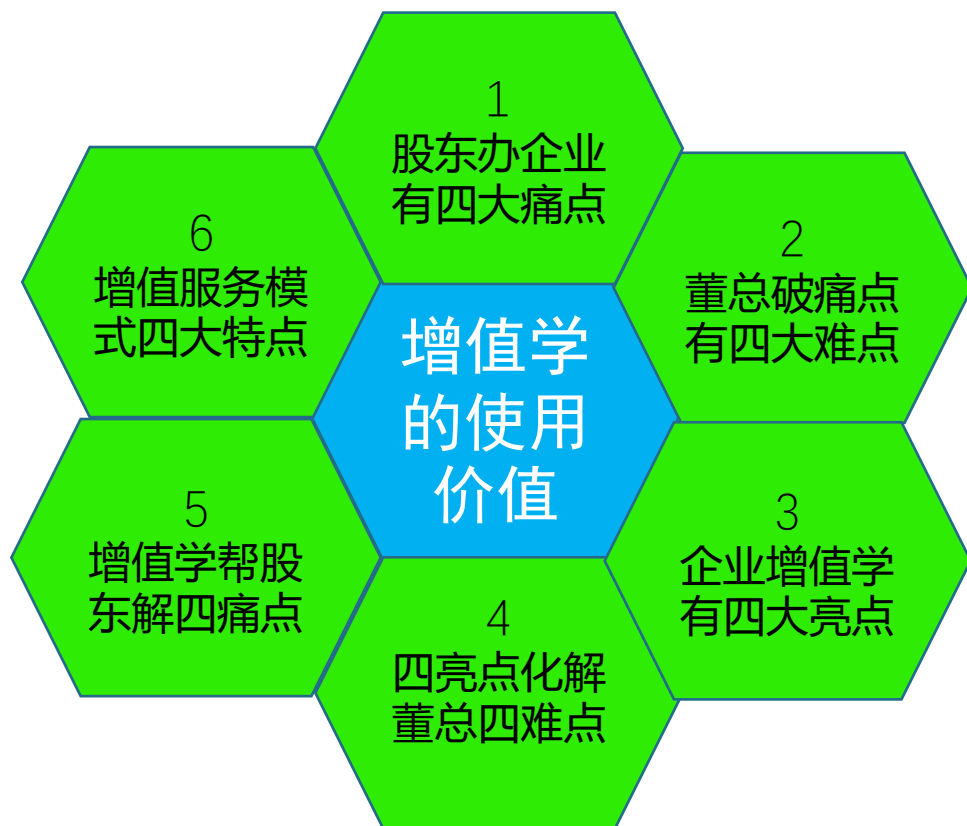 1
股东办企业
有四大痛点
2
董总破痛点
有四大难点
3
企业增值学
有四大亮点
4
四亮点化解
董总四难点
5
增值学帮股
东解四痛点
6
增值服务模
式四大特点
增值学
的使用
价值